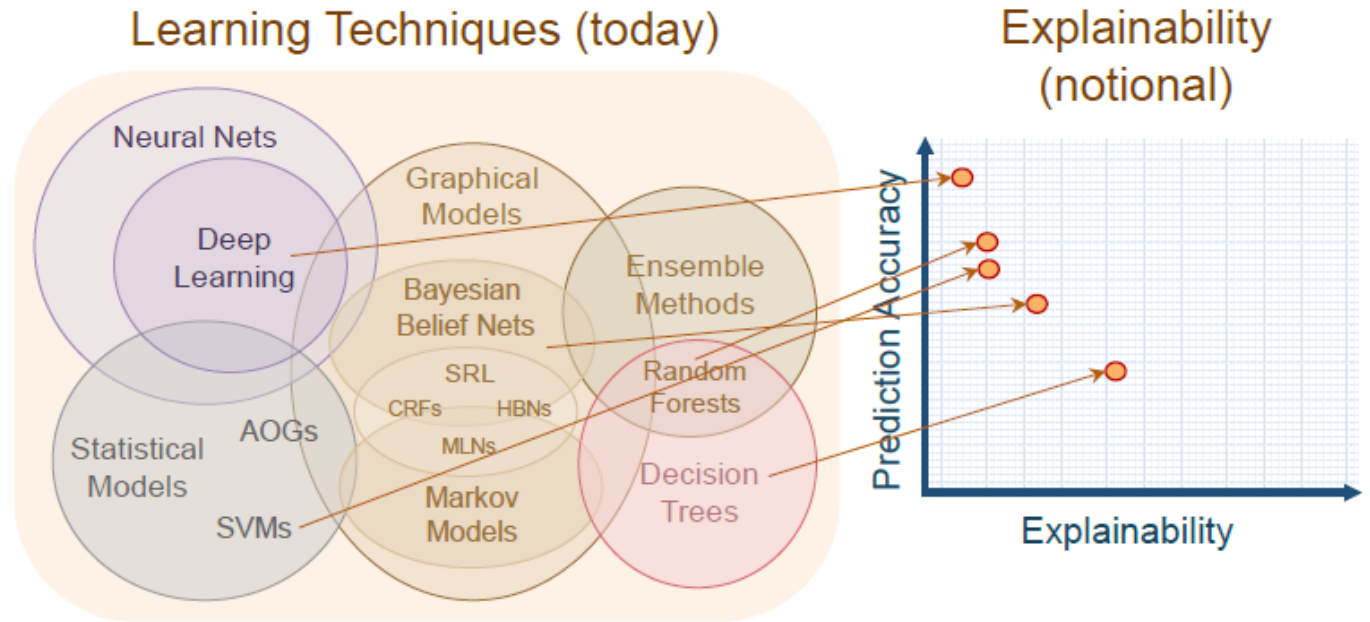 Learning Techniques (today)
Neural Nets
Deep
Learning
Graphical
Models
Bayesian
Belief Nets
SRL
CRFs
HBNs
MLNs
Markov
Models
Ensemble
Methods
Random
Forests
Decision
Trees
Statistical
Models
AOGs
SVMs
Explainability
(notional)
Prediction Accuracy
Explainability